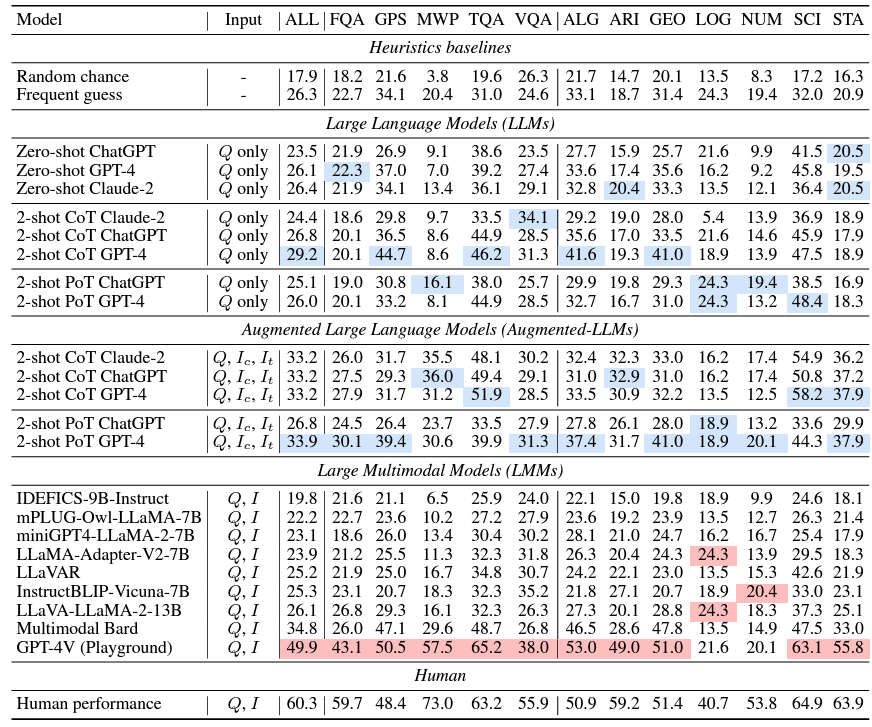 Model Input ALL FQA GPS MWP TQA VQA ALG ARI GEO LOG NUM SCI STA
Heuristics baselines
Random chance - 17.9 18.2 21.6 3.8 19.6 26.3 21.7 14.7 20.1 13.5 8.3 17.2 16.3
Frequent guess - 26.3 22.7 34.1 20.4 31.0 24.6 33.1 18.7 31.4 24.3 19.4 32.0 20.9
Large Language Models (LLMs)
Zero-shot ChatGPT Q only 23.5 21.9 26.9 9.1 38.6 23.5 27.7 15.9 25.7 21.6 9.9 41.5 20.5
Zero-shot GPT-4 Q only 26.1 22.3 37.0 7.0 39.2 27.4 33.6 17.4 35.6 16.2 9.2 45.8 19.5
Zero-shot Claude-2 Q only 26.4 21.9 34.1 13.4 36.1 29.1 32.8 20.4 33.3 13.5 12.1 36.4 20.5
2-shot CoT Claude-2 Q only 24.4 18.6 29.8 9.7 33.5 34.1 29.2 19.0 28.0 5.4 13.9 36.9 18.9
2-shot CoT ChatGPT Q only 26.8 20.1 36.5 8.6 44.9 28.5 35.6 17.0 33.5 21.6 14.6 45.9 17.9
2-shot CoT GPT-4 Q only 29.2 20.1 44.7 8.6 46.2 31.3 41.6 19.3 41.0 18.9 13.9 47.5 18.9
2-shot PoT ChatGPT Q only 25.1 19.0 30.8 16.1 38.0 25.7 29.9 19.8 29.3 24.3 19.4 38.5 16.9
2-shot PoT GPT-4 Q only 26.0 20.1 33.2 8.1 44.9 28.5 32.7 16.7 31.0 24.3 13.2 48.4 18.3
Augmented Large Language Models (Augmented-LLMs)
2-shot CoT Claude-2 Q, I_c, I_t 33.2 26.0 31.7 35.5 48.1 30.2 32.4 32.3 33.0 16.2 17.4 54.9 36.2
2-shot CoT ChatGPT Q, I_c, I_t 33.2 27.5 29.3 36.0 49.4 29.1 31.0 32.9 31.0 16.2 17.4 50.8 37.2
2-shot CoT GPT-4 Q, I_c, I_t 33.2 27.9 31.7 31.2 51.9 28.5 33.5 30.9 32.2 13.5 12.5 58.2 37.9
2-shot PoT ChatGPT Q, I_c, I_t 26.8 24.5 26.4 23.7 33.5 27.9 27.8 26.1 28.0 18.9 13.2 33.6 29.9
2-shot PoT GPT-4 Q, I_c, I_t 33.9 30.1 39.4 30.6 39.9 31.3 37.4 31.7 41.0 18.9 20.1 44.3 37.9
Large Multimodal Models (LMMs)
IDEFICS-9B-Instruct Q, I 19.8 21.6 21.1 6.5 25.9 24.0 22.1 15.0 19.8 18.9 9.9 24.6 18.1
mPLUG-Owl-LLaMA-7B Q, I 22.2 22.7 23.6 10.2 27.2 27.9 23.6 19.2 23.9 13.5 12.7 26.3 21.4
miniGPT4-LLaMA-2-7B Q, I 23.1 18.6 26.0 13.4 30.4 30.2 28.1 21.0 24.7 16.2 16.7 25.4 17.9
LLaMA-Adapter-V2-7B Q, I 23.9 21.2 25.5 11.3 32.3 31.8 26.3 20.4 24.3 24.3 13.9 29.5 18.3
LLaVAR Q, I 25.2 21.9 25.0 16.7 34.8 30.7 24.2 22.1 23.0 13.5 15.3 42.6 21.9
InstructBLIP-Vicuna-7B Q, I 25.3 23.1 20.7 18.3 32.3 35.2 21.8 27.1 20.7 18.9 20.4 33.0 23.1
LLaVA-LLaMA-2-13B Q, I 26.1 26.8 29.3 16.1 32.3 26.3 27.3 20.1 28.8 24.3 18.3 37.3 25.1
Multimodal Bard Q, I 34.8 26.0 47.1 29.6 48.7 26.8 46.5 28.6 47.8 13.5 14.9 47.5 33.0
GPT-4V (Playground) Q, I 49.9 43.1 50.5 57.5 65.2 38.0 53.0 49.0 51.0 21.6 20.1 63.1 55.8
Human
Human performance Q, I 60.3 59.7 48.4 73.0 63.2 55.9 50.9 59.2 51.4 40.7 53.8 64.9 63.9